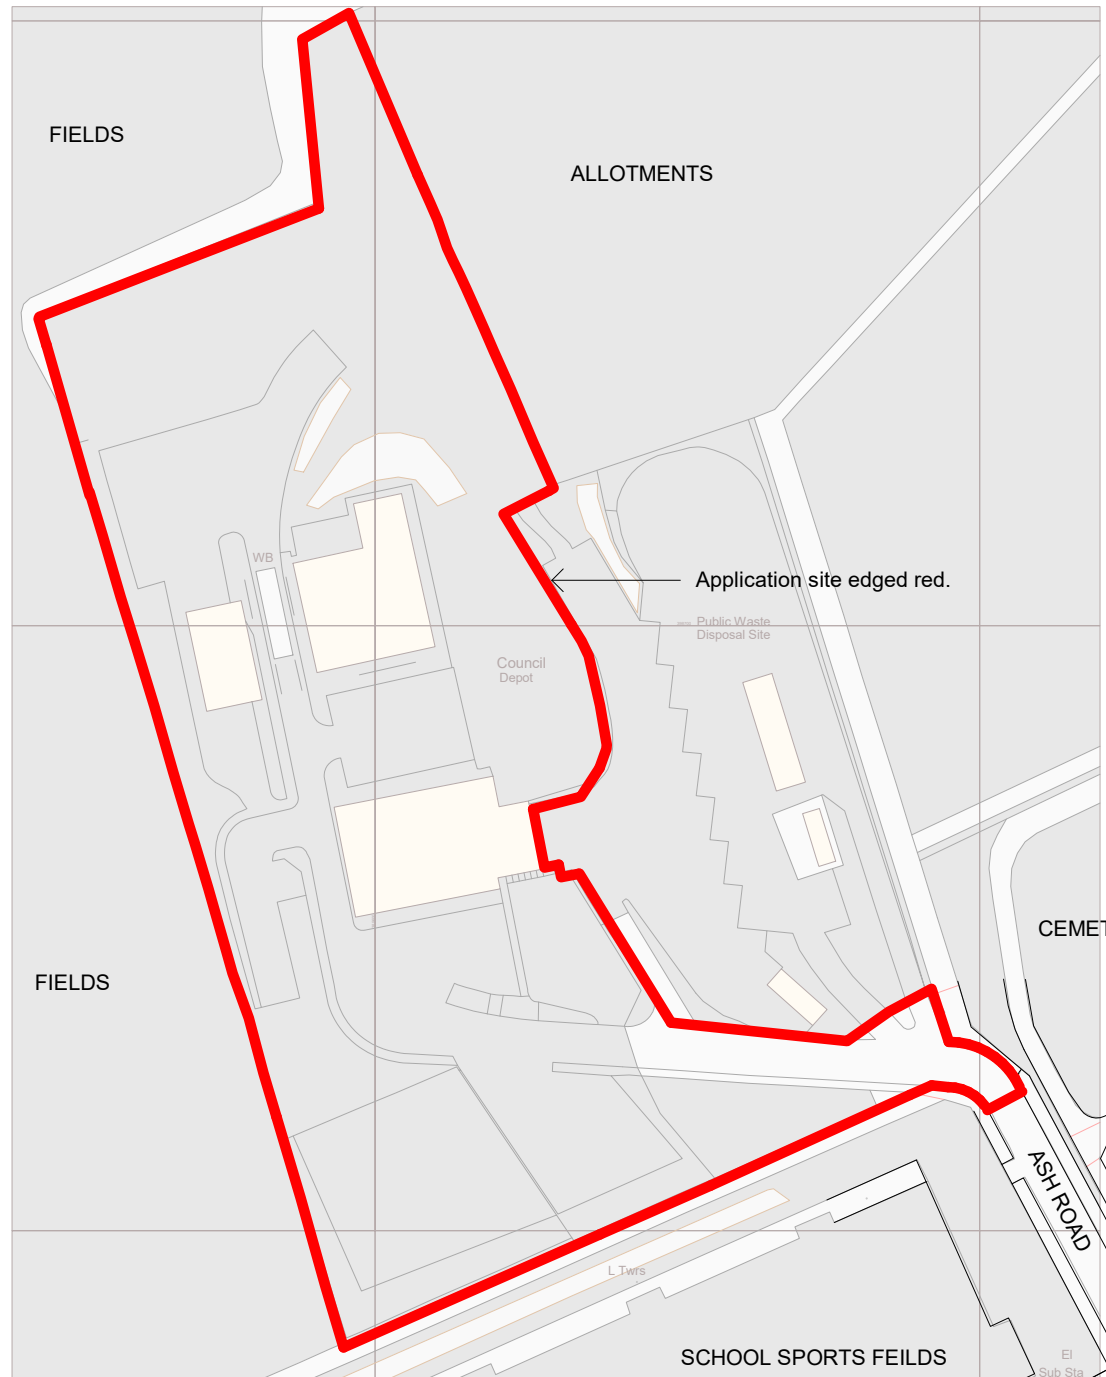 FIELDS
ALLOTMENTS
WB
Application site edged red.
Public Waste
Disposal Site
Council
Depot
CEMET
FIELDS
ASH ROAD
L Twrs
SCHOOL SPORTS FEILDS
El
Sub Sta